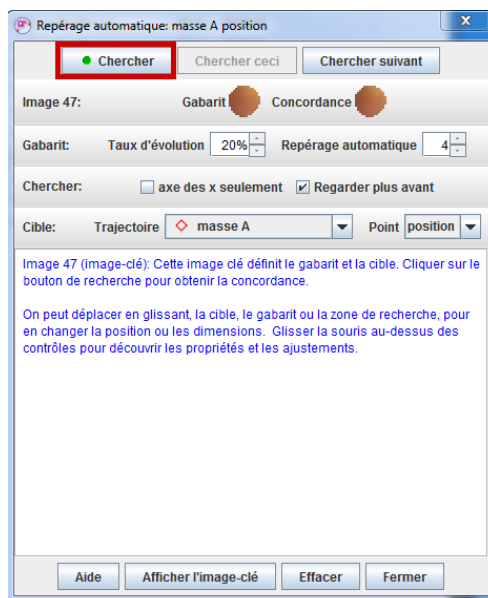 Repérage automatique: masse A position
Chercher Chercher ceci Chercher suivant
Image 47: Gabarit Concordance
Gabarit: Taux d'évolution 20% Repérage automatique 4
Chercher: axe des x seulement Regarder plus avant
Cible: Trajectoire masse A Point position
Image 47 (image-clé): Cette image clé définit le gabarit et la cible. Cliquer sur le
bouton de recherche pour obtenir la concordance.
On peut déplacer en glissant, la cible, le gabarit ou la zone de recherche, pour
en changer la position ou les dimensions. Glisser la souris au-dessus des
contrôles pour découvrir les propriétés et les ajustements.
Aide Afficher l'image-clé Effacer Fermer